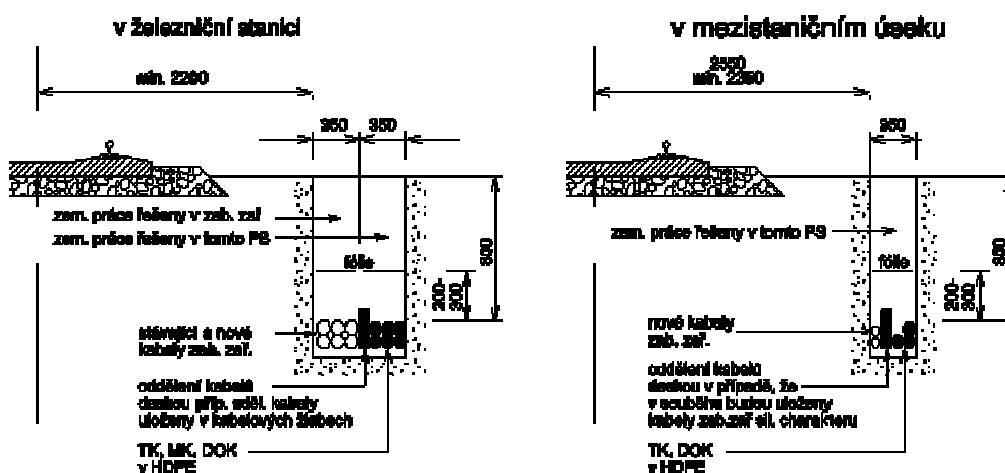 v železniční stanici
min. 2200
350 350
zem. práce řešeny v zab. zař
zem. práce řešeny v tomto PS
fólie
800
200-
300
stávající a nové
kabely zab. zař.
oddělení kabelů
deskou příp. sděl. kabely
uloženy v kabelových žlabech
TK, MK, DOK
v HDPE
v mezistaničním úseku
2550
min. 2350
350
zem. práce řešeny v tomto PS
fólie
200-
300
nové kabely
zab. zař.
oddělení kabelů
deskou v případě, že
v souběhu budou uloženy
kabely zab.zař sil. charakteru
TK, DOK
v HDPE